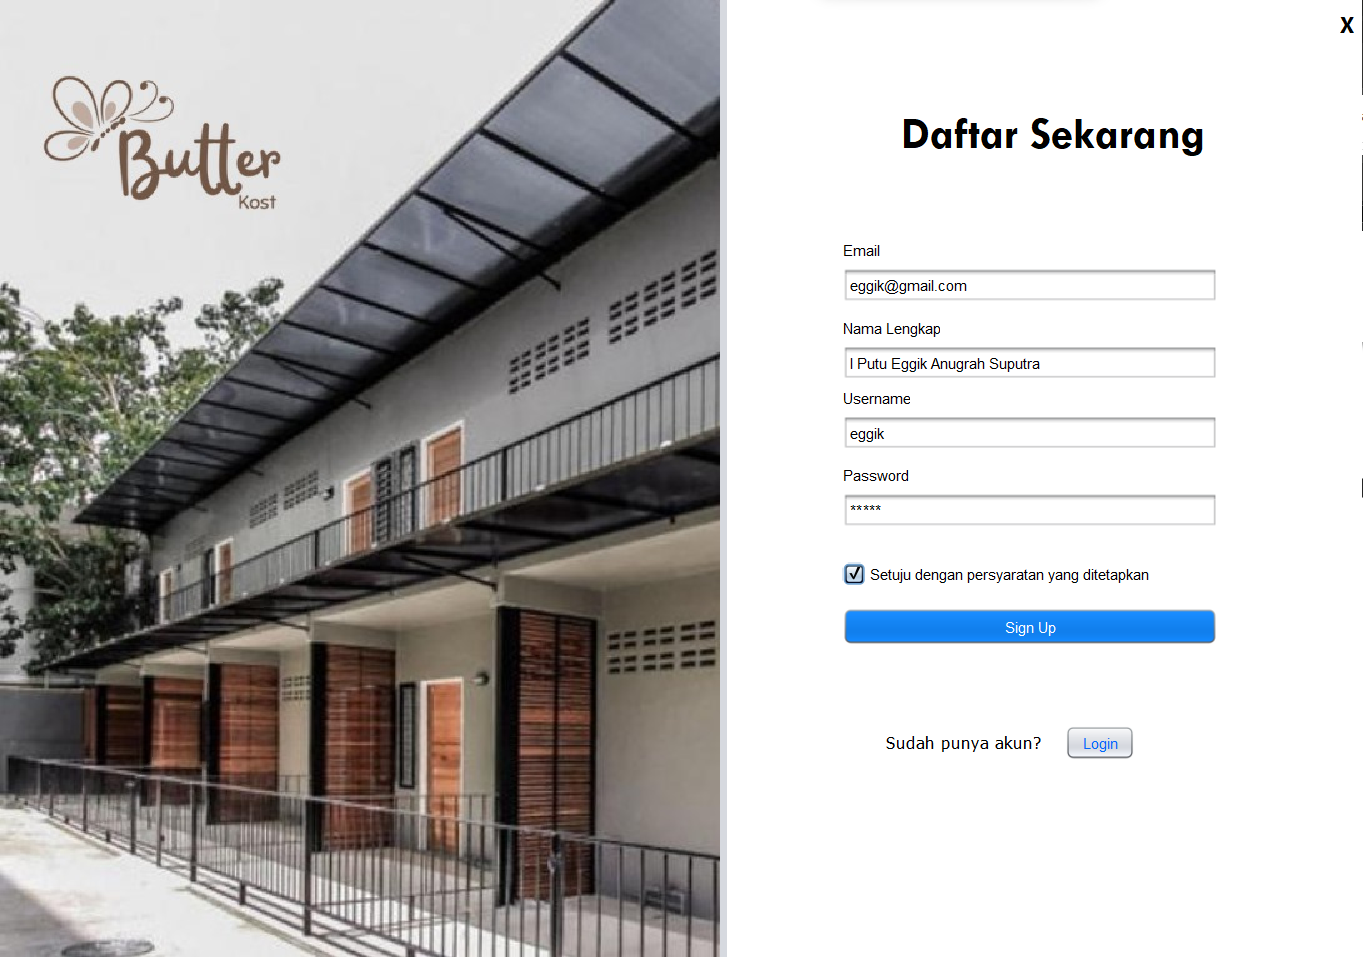 Butter
Kost
X
Daftar Sekarang
Email
eggik@gmail.com
Nama Lengkap
I Putu Eggik Anugrah Suputra
Username
eggik
Password
*****
Setuju dengan persyaratan yang ditetapkan
Sign Up
Sudah punya akun? Login